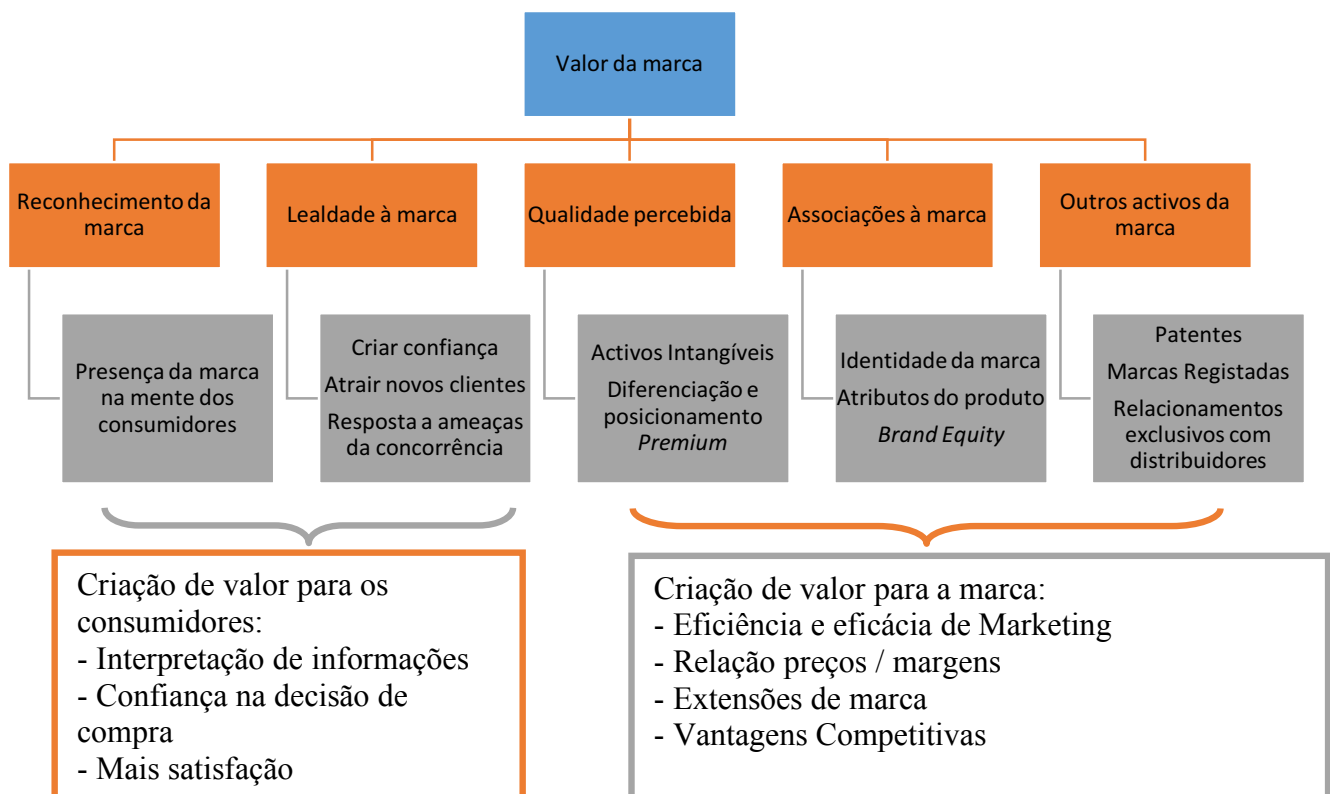 Valor da marca
Reconhecimento da
marca
Lealdade à marca
Qualidade percebida
Associações à marca
Outros activos da
marca
Presença da marca
na mente dos
consumidores
Criar confiança
Atrair novos clientes
Resposta a ameaças
da concorrência
Activos Intangíveis
Diferenciação e
posicionamento
Premium
Identidade da marca
Atributos do produto
Brand Equity
Patentes
Marcas Registadas
Relacionamentos
exclusivos com
distribuidores
Criação de valor para os
consumidores:
- Interpretação de informações
- Confiança na decisão de
compra
- Mais satisfação
Criação de valor para a marca:
- Eficiência e eficácia de Marketing
- Relação preços / margens
- Extensões de marca
- Vantagens Competitivas